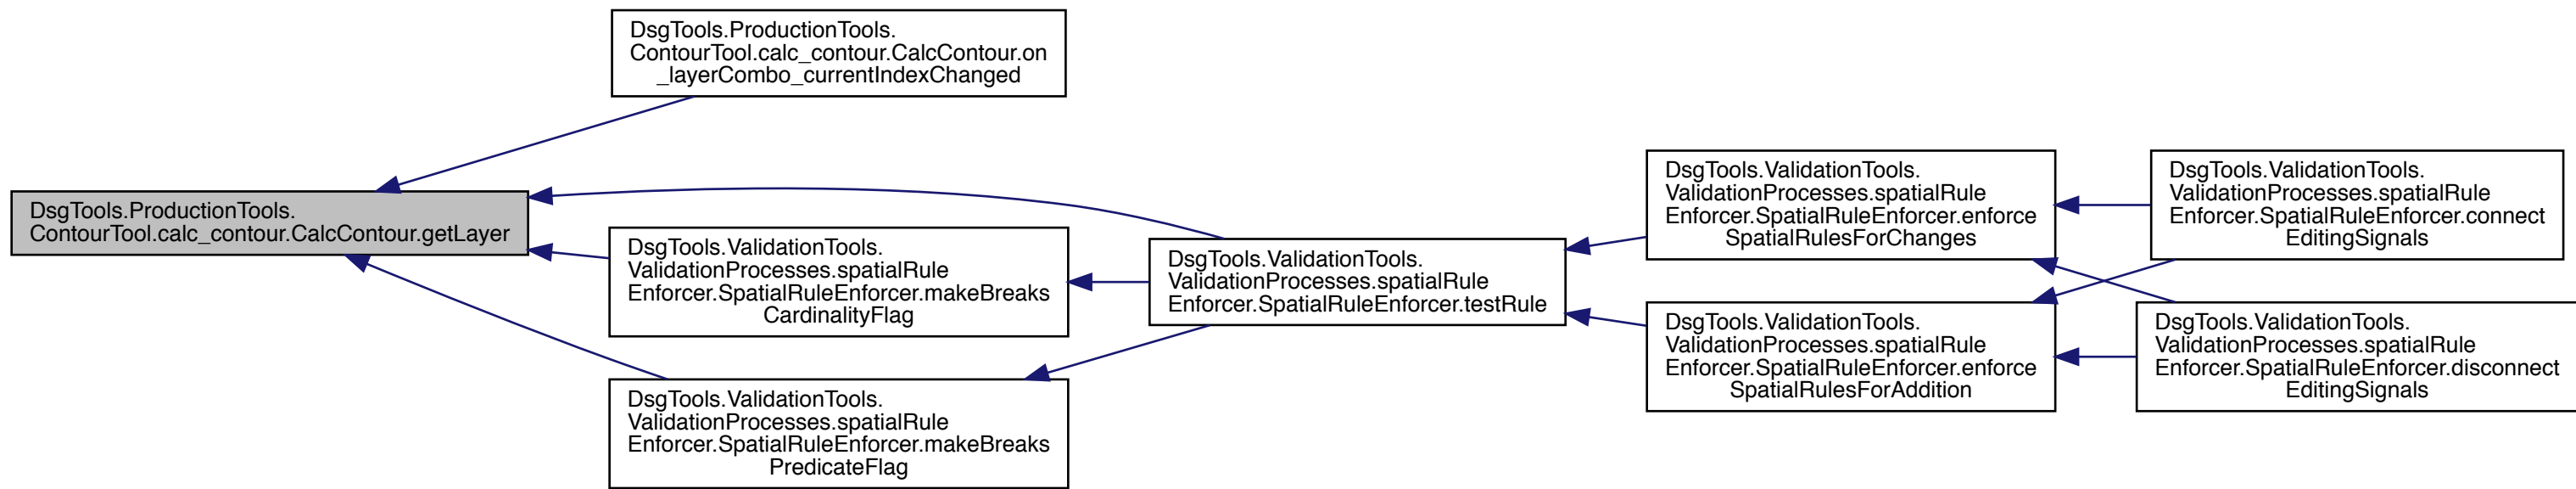 DsgTools.ProductionTools.
ContourTool.calc_contour.CalcContour.getLayer
DsgTools.ProductionTools.
ContourTool.calc_contour.CalcContour.on
_layerCombo_currentIndexChanged
DsgTools.ValidationTools.
ValidationProcesses.spatialRule
Enforcer.SpatialRuleEnforcer.makeBreaks
CardinalityFlag
DsgTools.ValidationTools.
ValidationProcesses.spatialRule
Enforcer.SpatialRuleEnforcer.makeBreaks
PredicateFlag
DsgTools.ValidationTools.
ValidationProcesses.spatialRule
Enforcer.SpatialRuleEnforcer.testRule
DsgTools.ValidationTools.
ValidationProcesses.spatialRule
Enforcer.SpatialRuleEnforcer.enforce
SpatialRulesForChanges
DsgTools.ValidationTools.
ValidationProcesses.spatialRule
Enforcer.SpatialRuleEnforcer.enforce
SpatialRulesForAddition
DsgTools.ValidationTools.
ValidationProcesses.spatialRule
Enforcer.SpatialRuleEnforcer.connect
EditingSignals
DsgTools.ValidationTools.
ValidationProcesses.spatialRule
Enforcer.SpatialRuleEnforcer.disconnect
EditingSignals